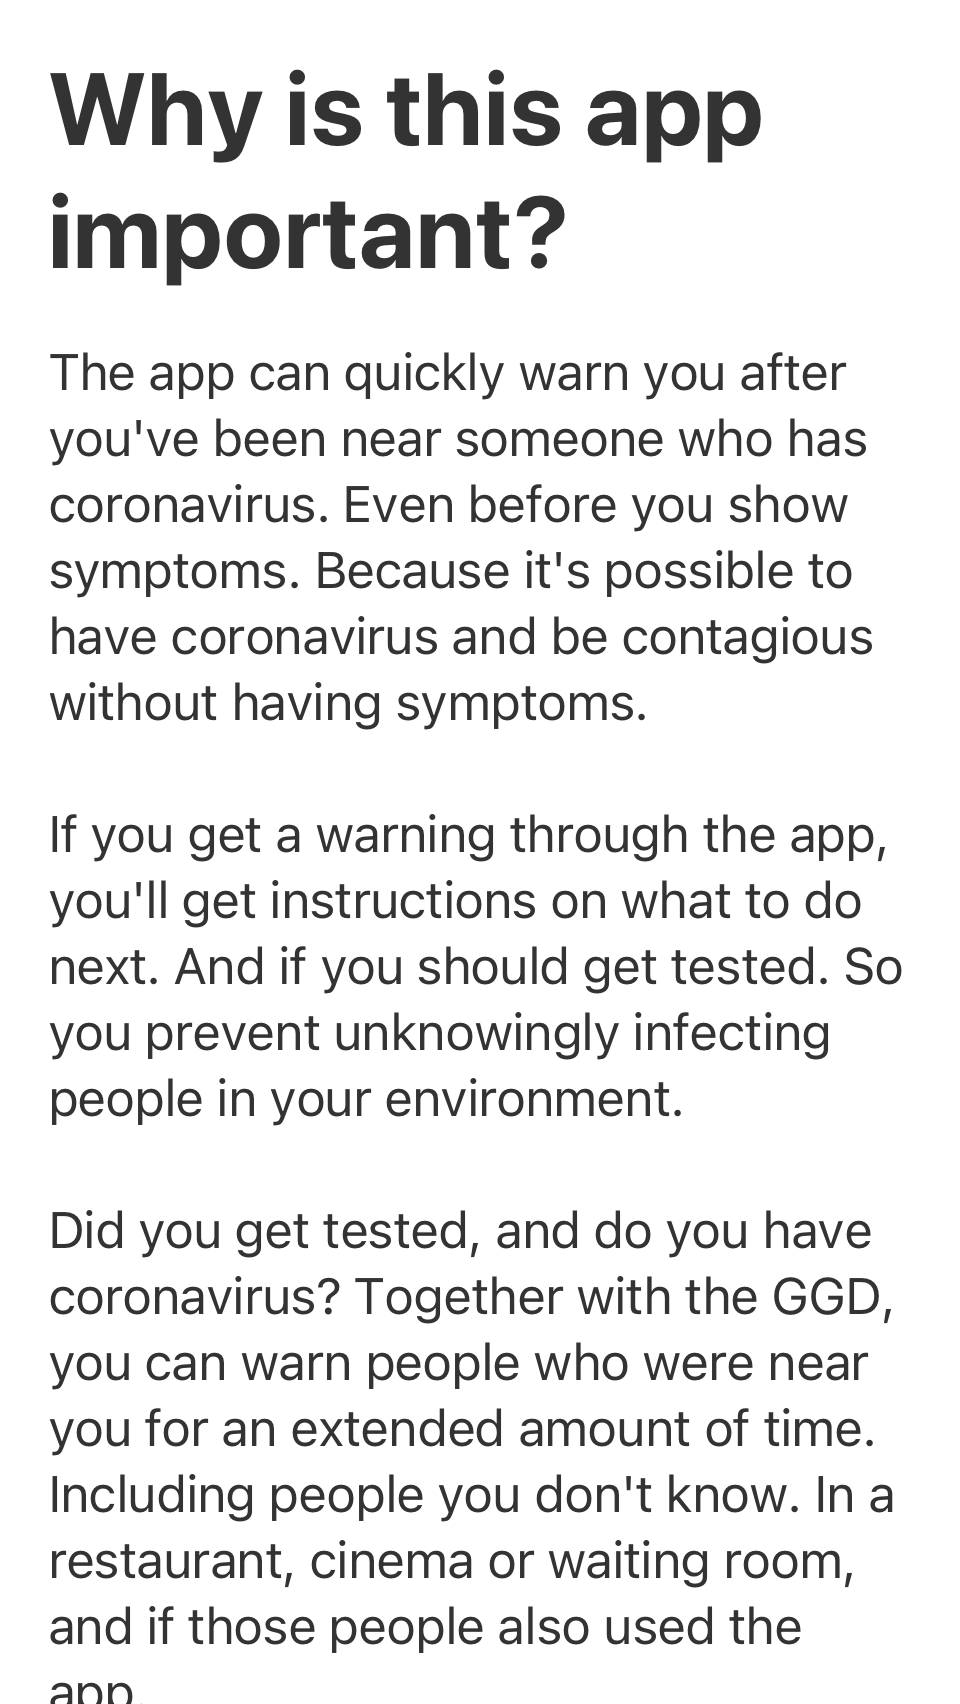 Why is this app
important?
The app can quickly warn you after
you've been near someone who has
coronavirus. Even before you show
symptoms. Because it's possible to
have coronavirus and be contagious
without having symptoms.
If you get a warning through the app,
you'll get instructions on what to do
next. And if you should get tested. So
you prevent unknowingly infecting
people in your environment.
Did you get tested, and do you have
coronavirus? Together with the GGD,
you can warn people who were near
you for an extended amount of time.
Including people you don't know. In a
restaurant, cinema or waiting room,
and if those people also used the
app.